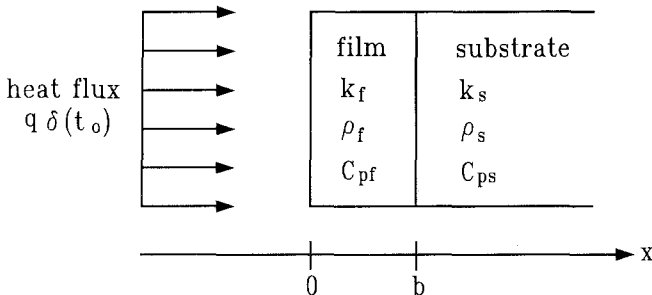 heat flux
q δ(t₀)
film
k_f
ρ_f
C_pf
substrate
k_s
ρ_s
C_ps
0
b
x